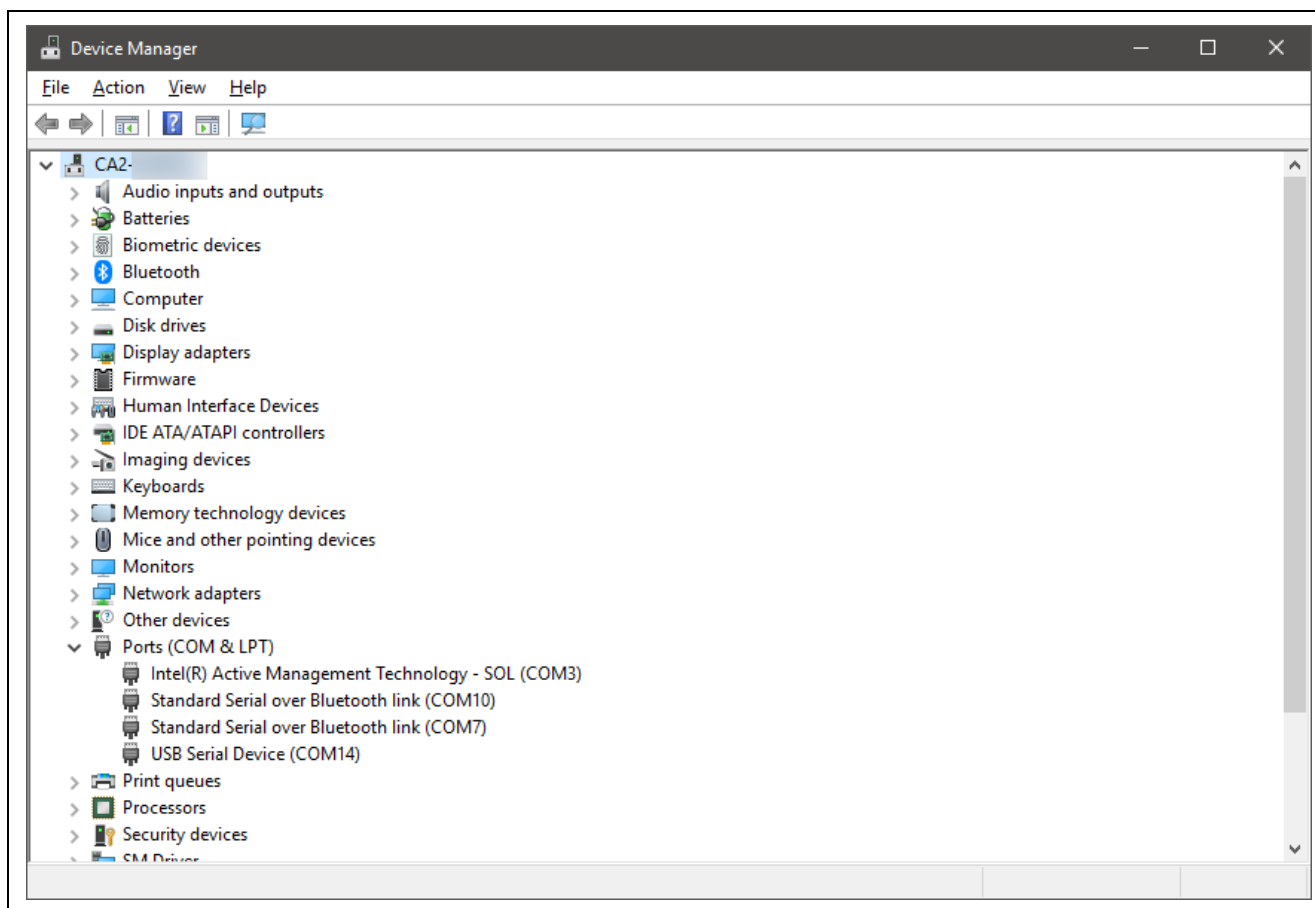 Device Manager
File Action View Help
CA2-
Audio inputs and outputs
Batteries
Biometric devices
Bluetooth
Computer
Disk drives
Display adapters
Firmware
Human Interface Devices
IDE ATA/ATAPI controllers
Imaging devices
Keyboards
Memory technology devices
Mice and other pointing devices
Monitors
Network adapters
Other devices
Ports (COM & LPT)
Intel(R) Active Management Technology - SOL (COM3)
Standard Serial over Bluetooth link (COM10)
Standard Serial over Bluetooth link (COM7)
USB Serial Device (COM14)
Print queues
Processors
Security devices
SM Driver